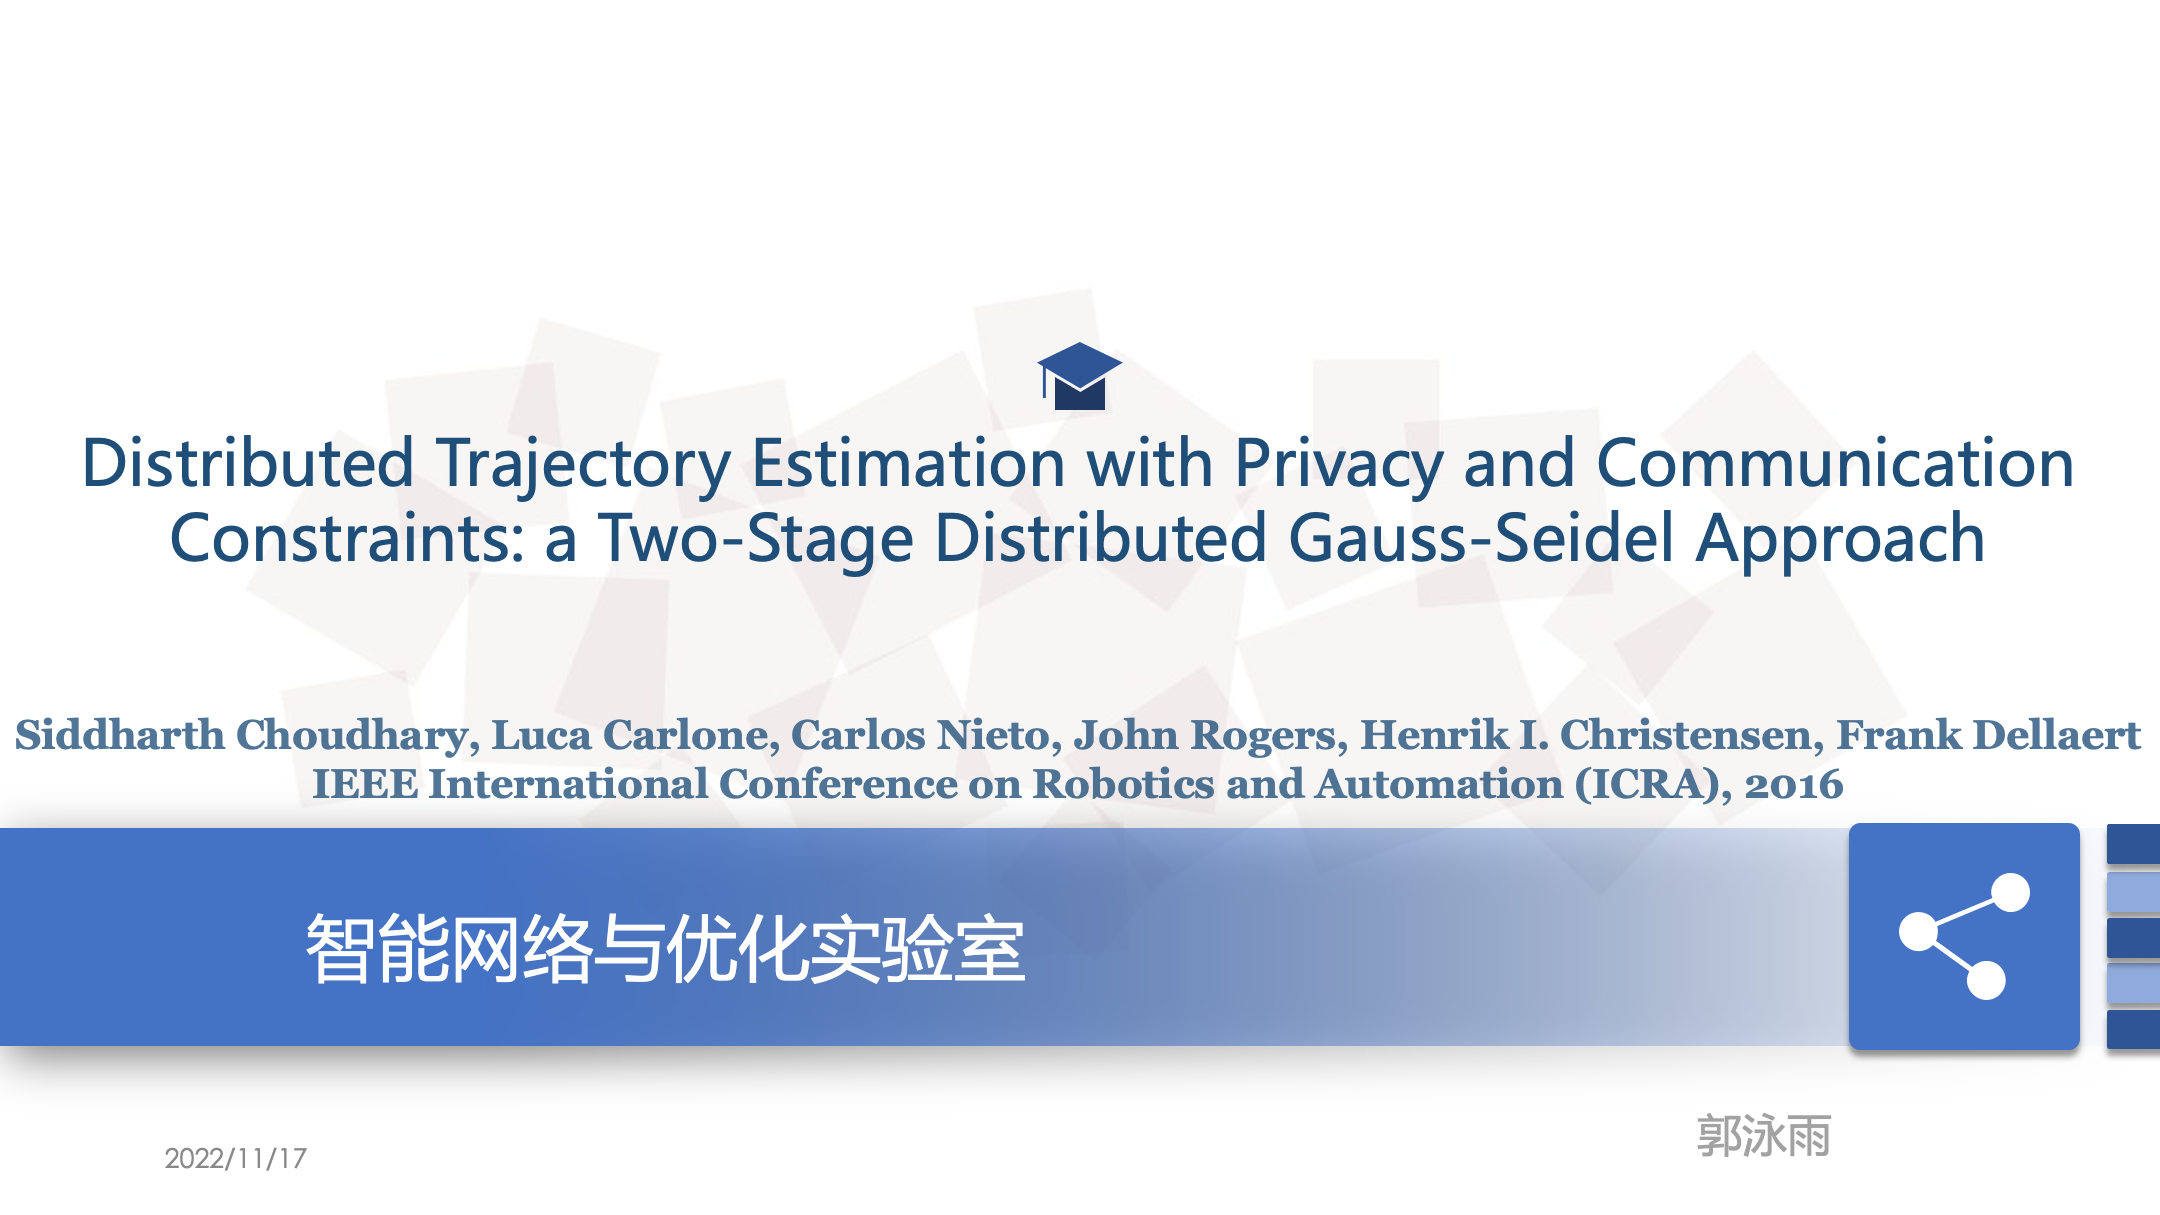 Distributed Trajectory Estimation with Privacy and Communication
Constraints: a Two-Stage Distributed Gauss-Seidel Approach
Siddharth Choudhary, Luca Carlone, Carlos Nieto, John Rogers, Henrik I. Christensen, Frank Dellaert
IEEE International Conference on Robotics and Automation (ICRA), 2016
智能网络与优化实验室
郭泳雨
2022/11/17